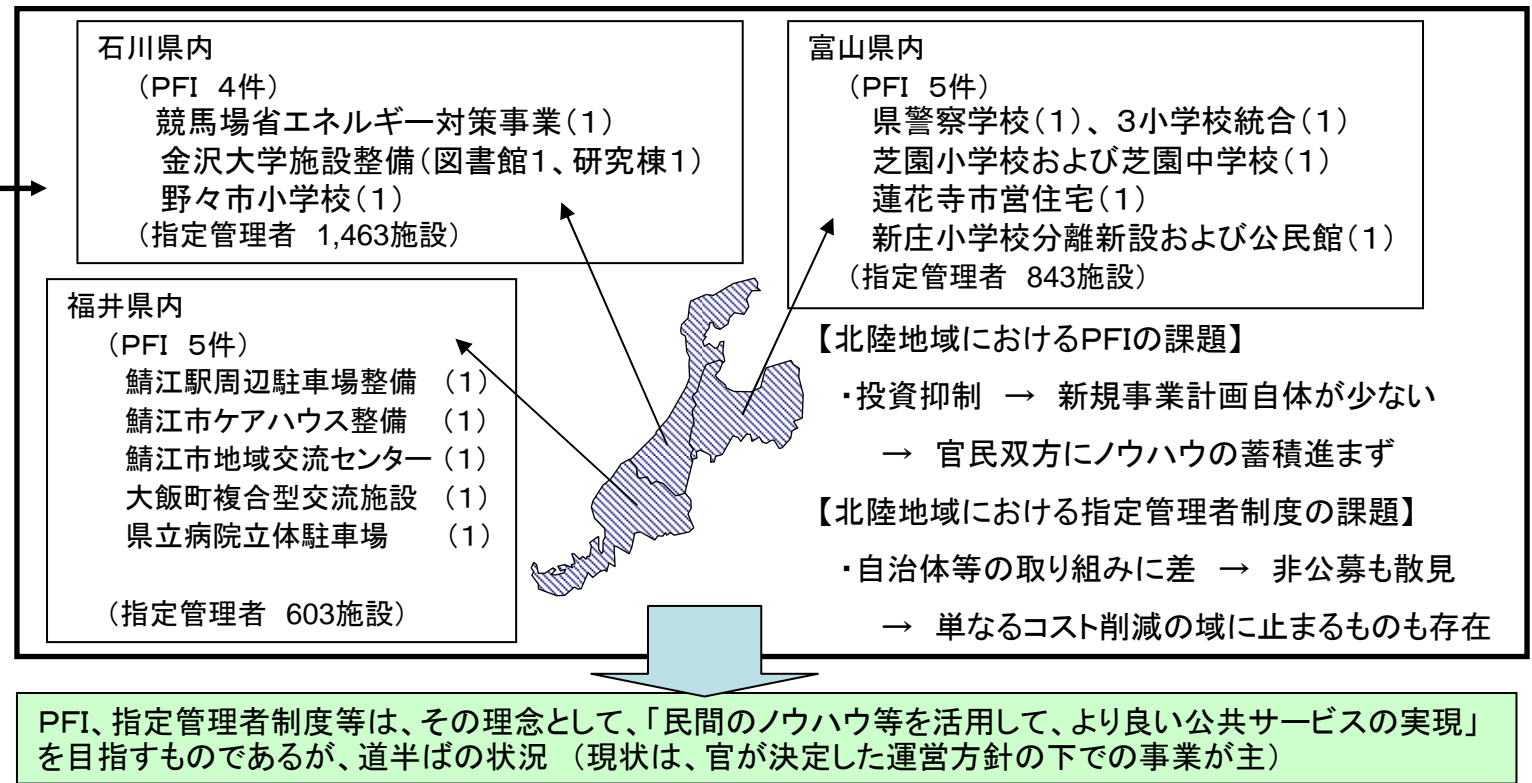 石川県内
(PFI 4件)
競馬場省エネルギー対策事業(1)
金沢大学施設整備(図書館1、研究棟1)
野々市小学校(1)
(指定管理者 1,463施設)
富山県内
(PFI 5件)
県警察学校(1)、3小学校統合(1)
芝園小学校および芝園中学校(1)
蓮花寺市営住宅(1)
新庄小学校分離新設および公民館(1)
(指定管理者 843施設)
福井県内
(PFI 5件)
鯖江駅周辺駐車場整備 (1)
鯖江市ケアハウス整備 (1)
鯖江市地域交流センター (1)
大飯町複合型交流施設 (1)
県立病院立体駐車場 (1)
(指定管理者 603施設)
【北陸地域におけるPFIの課題】
・投資抑制 → 新規事業計画自体が少ない
→ 官民双方にノウハウの蓄積進まず
【北陸地域における指定管理者制度の課題】
・自治体等の取り組みに差 → 非公募も散見
→ 単なるコスト削減の域に止まるものも存在
PFI、指定管理者制度等は、その理念として、「民間のノウハウ等を活用して、より良い公共サービスの実現」
を目指すものであるが、道半ばの状況 (現状は、官が決定した運営方針の下での事業が主)